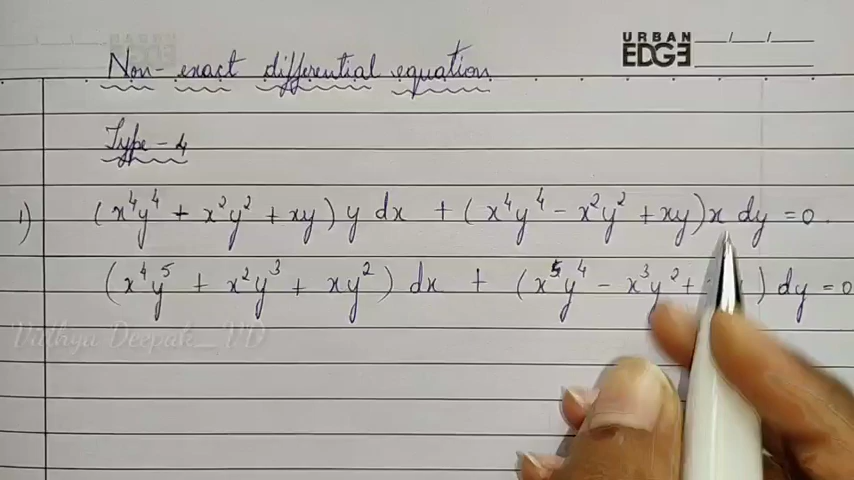 URBAN
EDGE
Non-exact differential equation
Type-4
1) (x⁴y⁴ + x²y² + xy) y dx + (x⁴y⁴ - x²y² + xy) x dy = 0.
(x⁴y⁵ + x²y³ + xy²) dx + (x⁵y⁴ - x³y² + ) dy = 0
Vidhya Deepak_VD